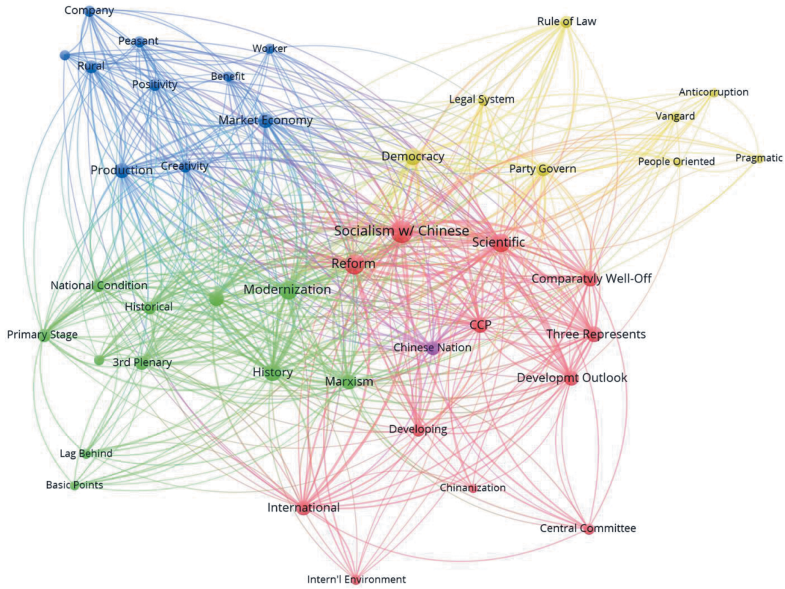 Company
Rule of Law
Peasant
Worker
Rural
Benefit
Positivity
Anticorruption
Legal System
Vangard
Market Economy
Democracy
Pragmatic
People Oriented
Creativity
Production
Party Govern
Socialism w/ Chinese
Scientific
Reform
Comparatvly Well-Off
National Condition
Modernization
Historical
CCP
Primary Stage
Three Represents
Chinese Nation
3rd Plenary
History
Marxism
Developmt Outlook
Developing
Lag Behind
Basic Points
Chinanization
International
Central Committee
Intern'l Environment